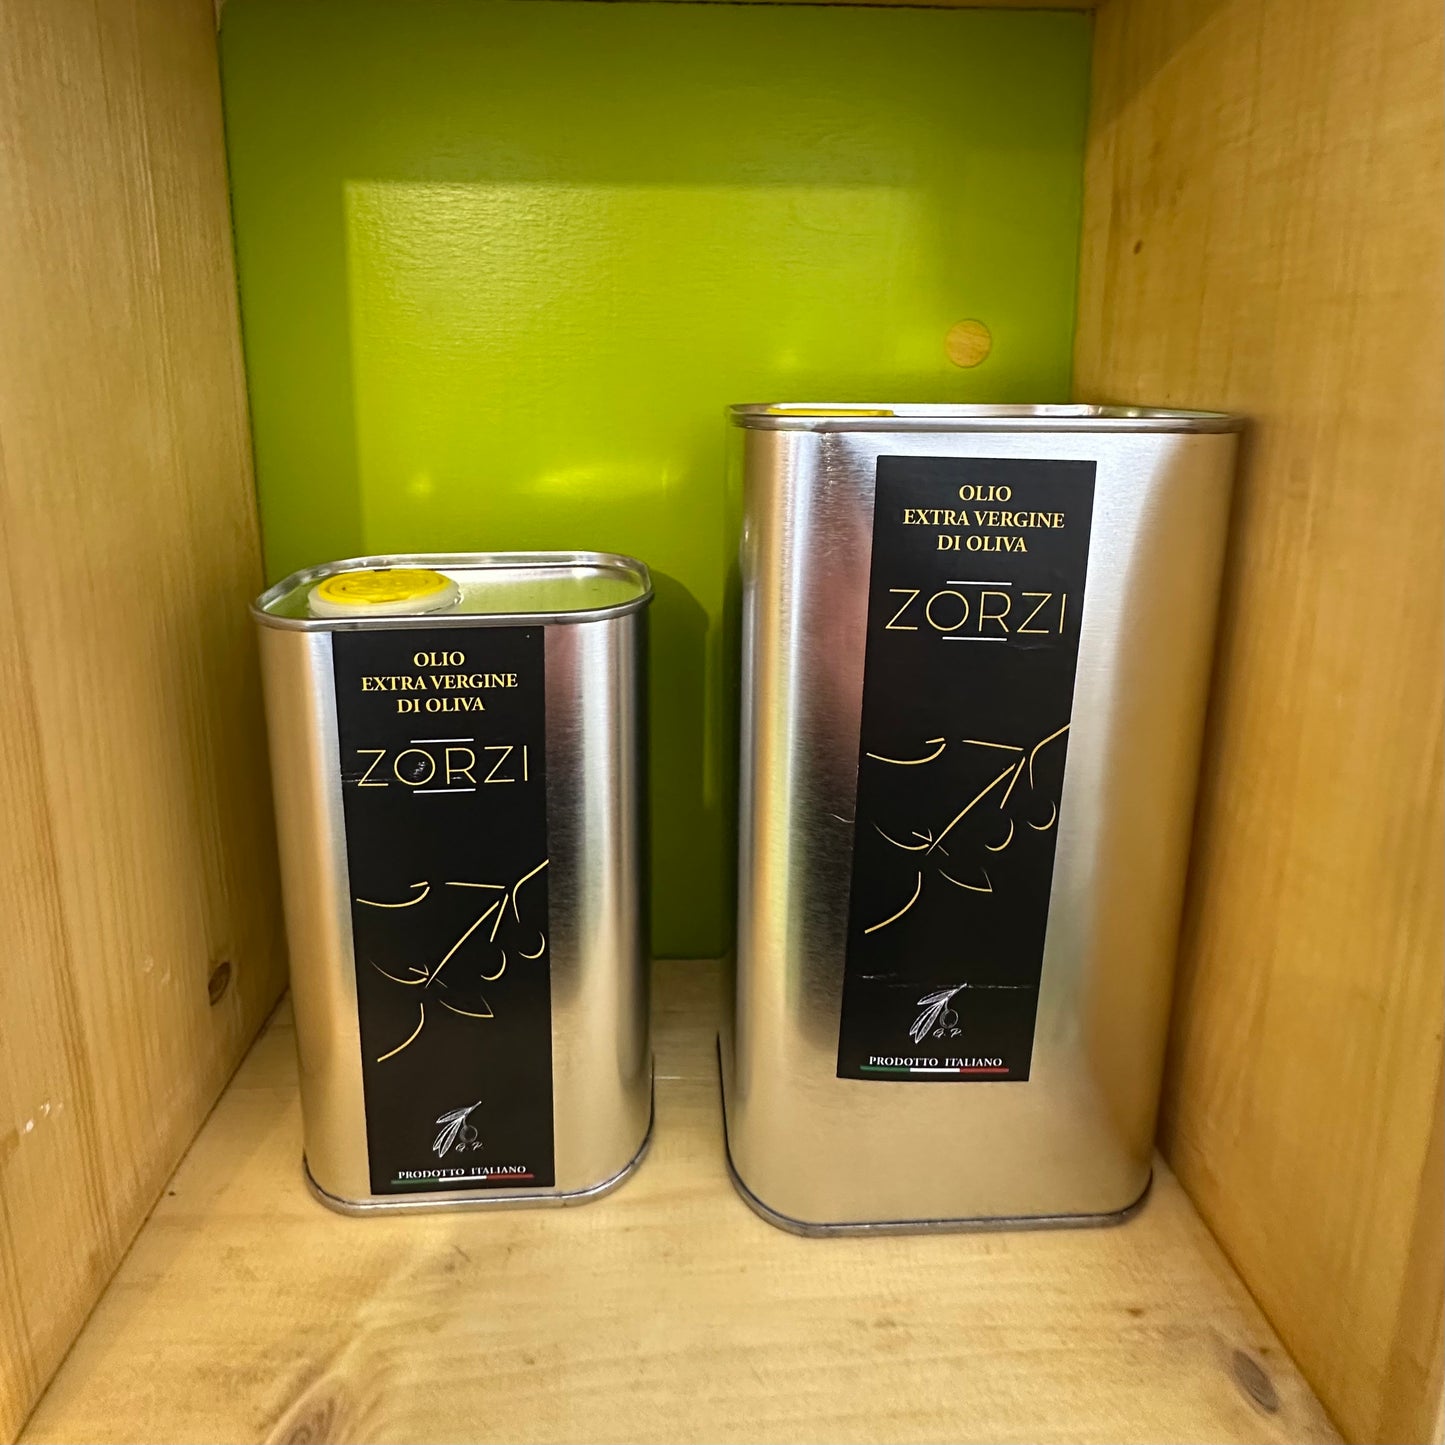 OLIO
EXTRA VERGINE
DI OLIVA
ZORZI
G. P.
PRODOTTO ITALIANO
OLIO
EXTRA VERGINE
DI OLIVA
ZORZI
G. P.
PRODOTTO ITALIANO